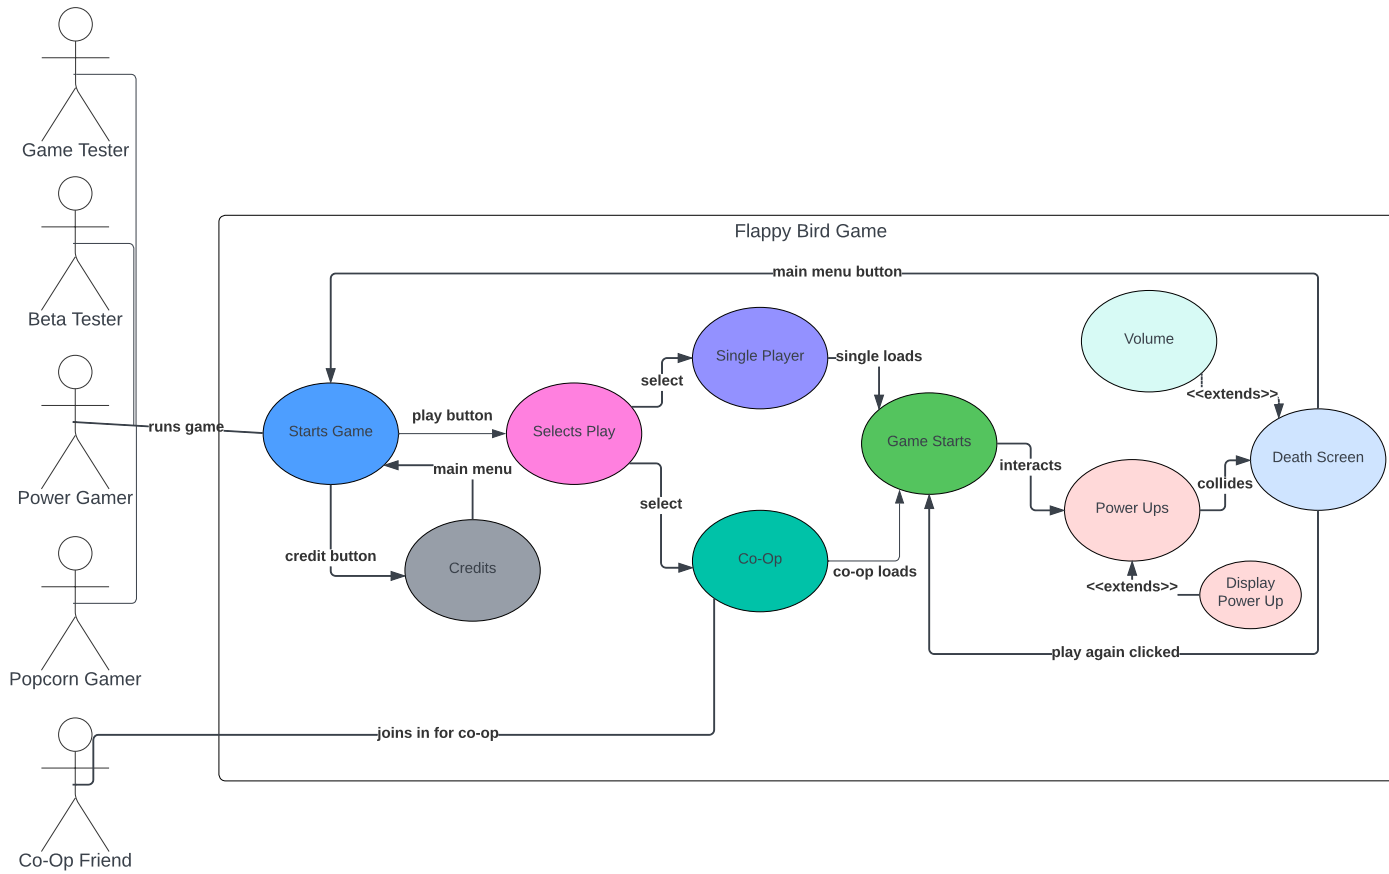 Game Tester
Beta Tester
Power Gamer
Popcorn Gamer
Co-Op Friend
Flappy Bird Game
main menu button
runs game
Starts Game
play button
Selects Play
main menu
credit button
Credits
select
select
Single Player
single loads
Co-Op
co-op loads
joins in for co-op
Game Starts
interacts
Power Ups
collides
Volume
<<extends>>
Death Screen
<<extends>>
Display
Power Up
play again clicked